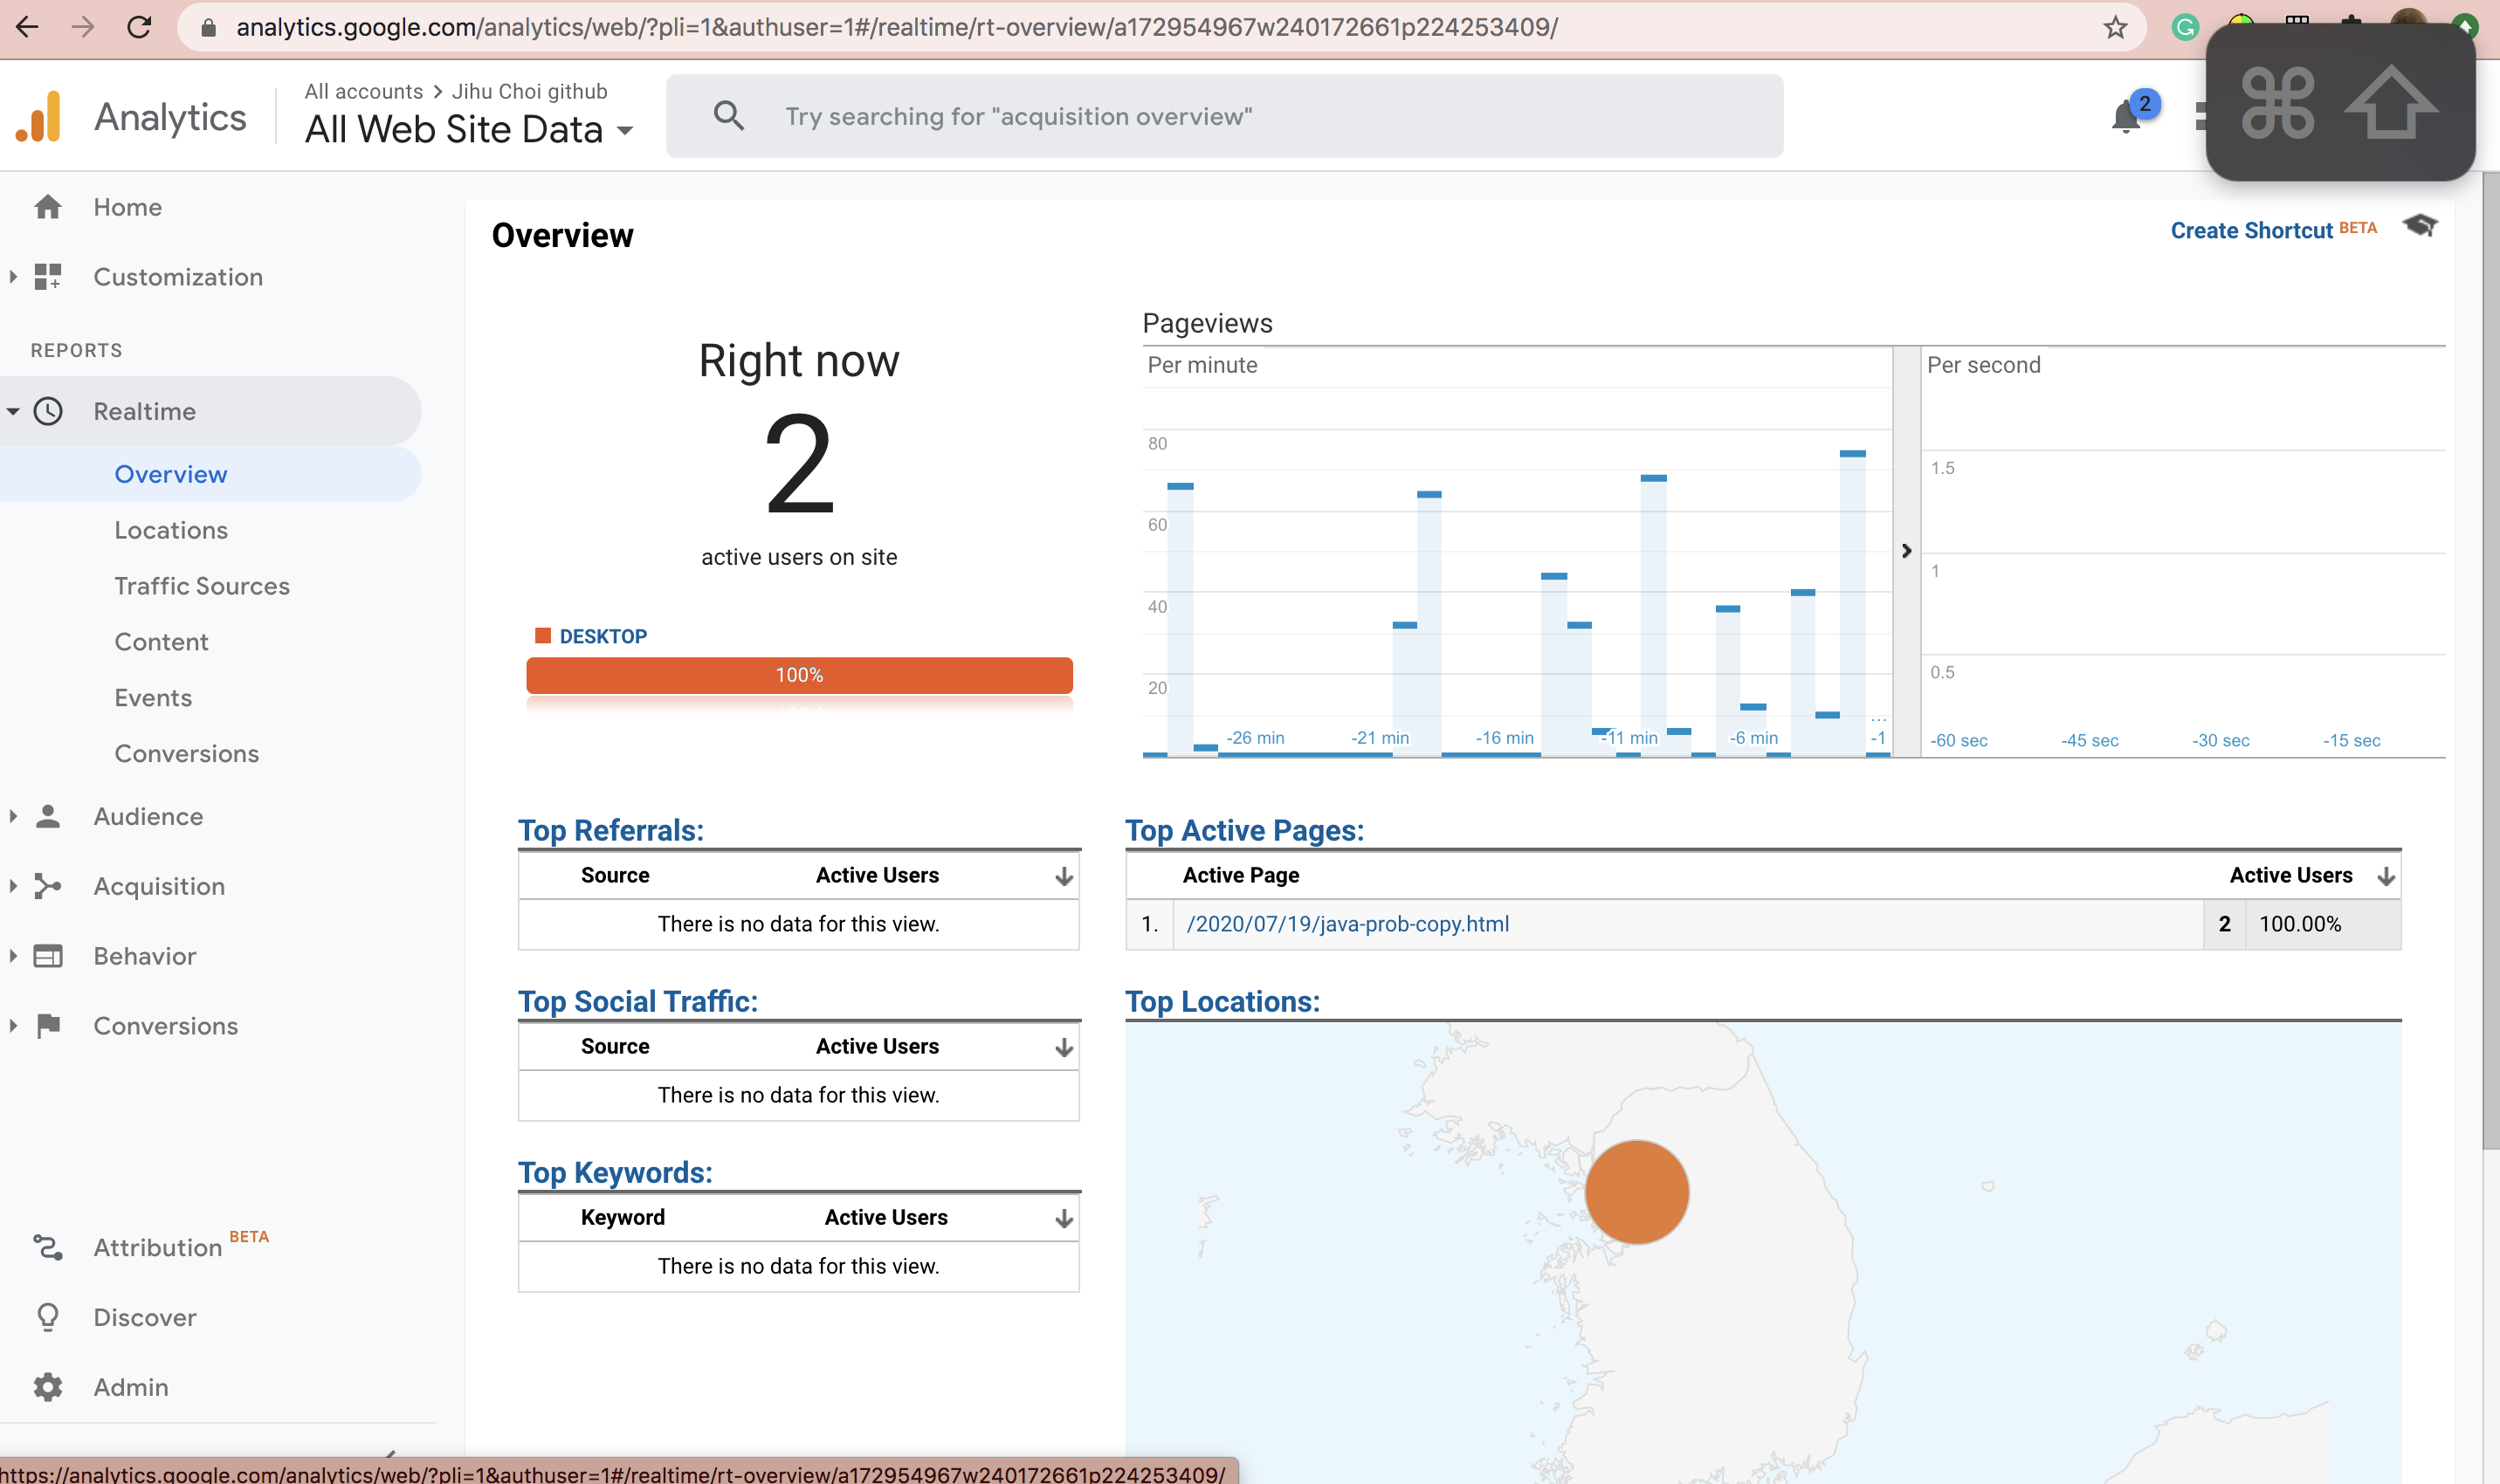 analytics.google.com/analytics/web/?pli=1&authuser=1#/realtime/rt-overview/a172954967w240172661p224253409/
Analytics
All accounts > Jihu Choi github
All Web Site Data
Try searching for "acquisition overview"
2
Home
Customization
REPORTS
Realtime
Overview
Locations
Traffic Sources
Content
Events
Conversions
Audience
Acquisition
Behavior
Conversions
Attribution BETA
Discover
Admin
Overview
Create Shortcut BETA
Right now
2
active users on site
DESKTOP
100%
Pageviews
Per minute
80
60
40
20
-26 min -21 min -16 min -11 min -6 min -1
...
Per second
1.5
1
0.5
-60 sec -45 sec -30 sec -15 sec
Top Referrals:
Source Active Users
There is no data for this view.
Top Social Traffic:
Source Active Users
There is no data for this view.
Top Keywords:
Keyword Active Users
There is no data for this view.
Top Active Pages:
Active Page Active Users
1. /2020/07/19/java-prob-copy.html 2 100.00%
Top Locations:
https://analytics.google.com/analytics/web/?pli=1&authuser=1#/realtime/rt-overview/a172954967w240172661p224253409/